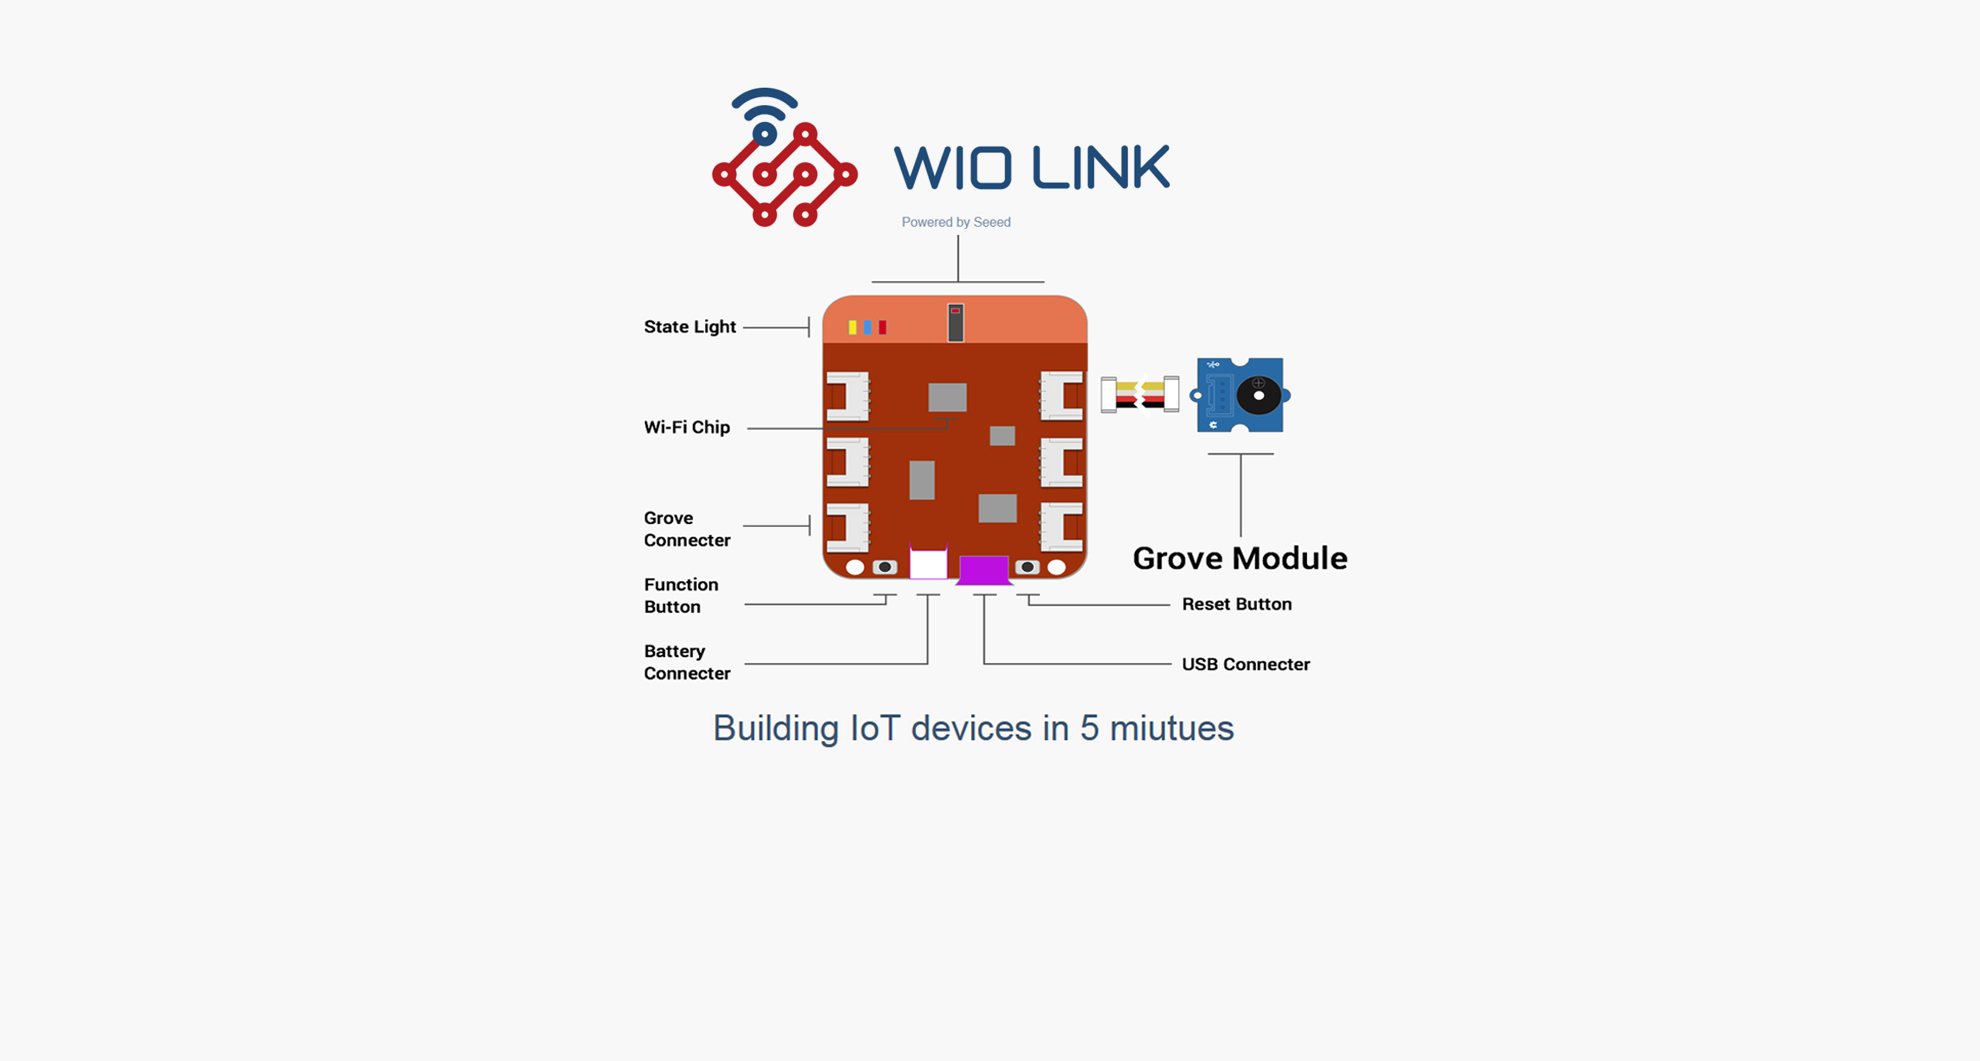 WIO LINK
Powered by Seeed
State Light
Wi-Fi Chip
Grove
Connecter
Function
Button
Battery
Connecter
Grove Module
Reset Button
USB Connecter
Building IoT devices in 5 miutues